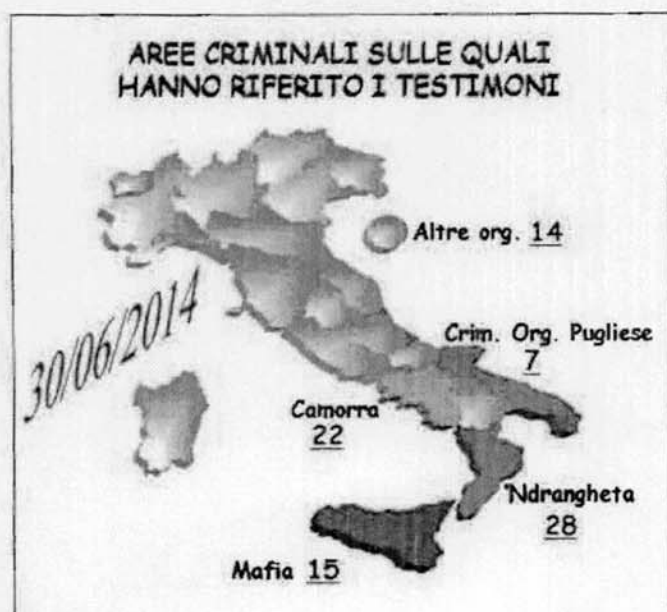 AREE CRIMINALI SULLE QUALI
HANNO RIFERITO I TESTIMONI
Altre org. 14
30/06/2014
Crim. Org. Pugliese
7
Camorra
22
'Ndrangheta
28
Mafia 15